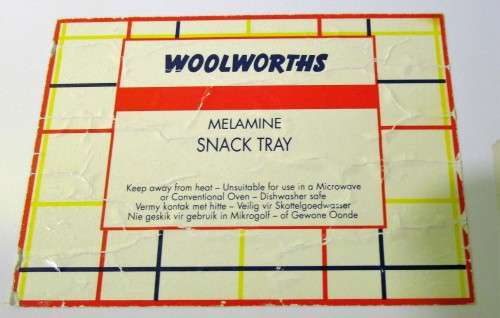 WOOLWORTHS
MELAMINE
SNACK TRAY
Keep away from heat – Unsuitable for use in a Microwave
or Conventional Oven – Dishwasher safe
Vermy kontak met hitte – Veilig vir Skottelgoedwasser
Nie geskik vir gebruik in Mikrogolf – of Gewone Oonde